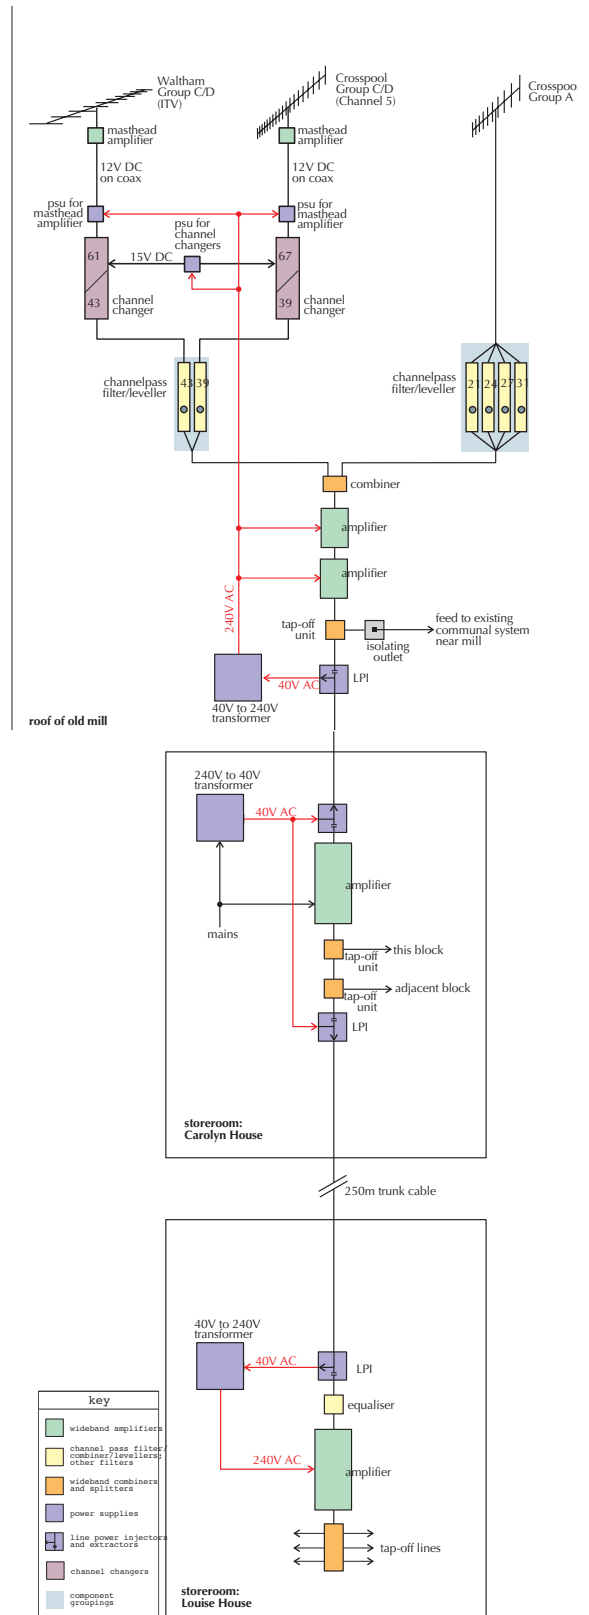 Waltham
Group C/D
(ITV)
Crosspool
Group C/D
(Channel 5)
Crosspoo
Group A
masthead
amplifier
masthead
amplifier
12V DC
on coax
12V DC
on coax
psu for
masthead
amplifier
psu for
channel
changers
psu for
masthead
amplifier
61
43
15V DC
67
39
channel
changer
channel
changer
channelpass
filter/leveller
43
39
channelpass
filter/leveller
21
24
27
31
combiner
amplifier
amplifier
240V AC
tap-off
unit
isolating
outlet
feed to existing
communal system
near mill
40V AC
LPI
40V to 240V
transformer
roof of old mill
240V to 40V
transformer
40V AC
amplifier
mains
this block
tap-off
unit
adjacent block
tap-off
unit
LPI
storeroom:
Carolyn House
250m trunk cable
40V to 240V
transformer
40V AC
LPI
equaliser
240V AC
amplifier
tap-off lines
storeroom:
Louise House
key
wideband amplifiers
channel pass filter/
combiner/levellers;
other filters
wideband combiners
and splitters
power supplies
line power injectors
and extractors
channel changers
component
groupings